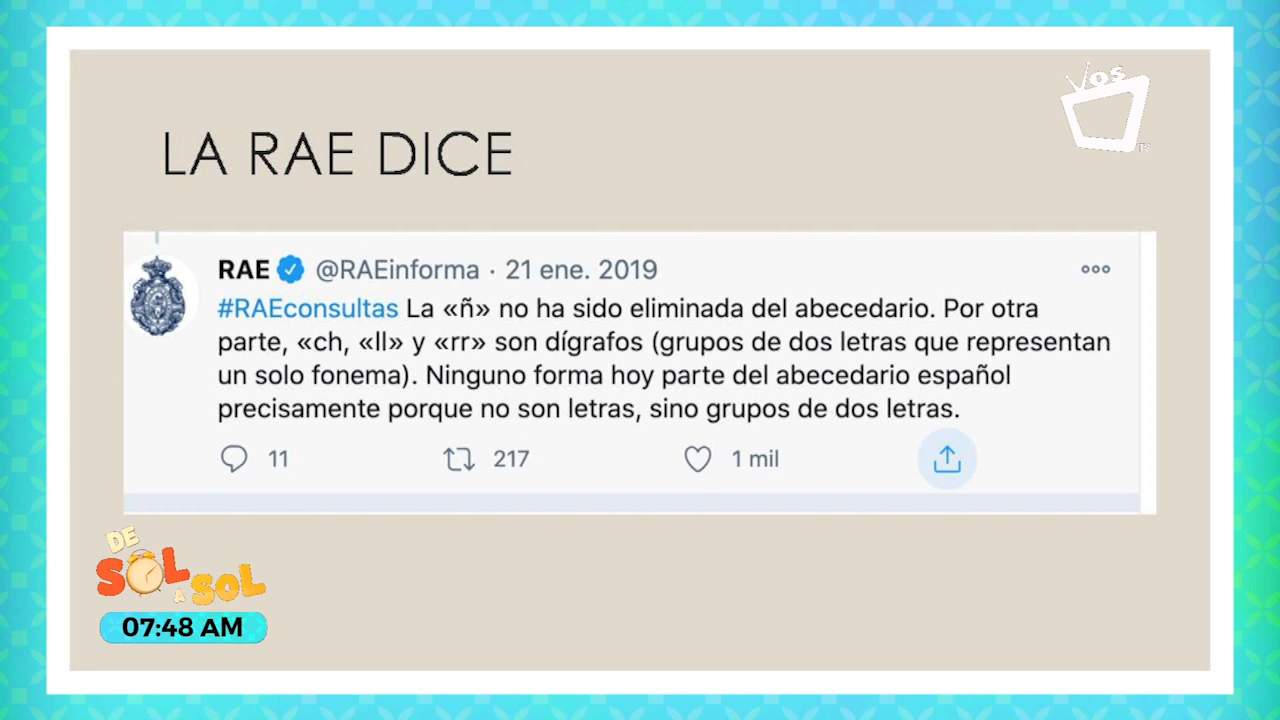 VOS
TV
LA RAE DICE
RAE @RAEinforma · 21 ene. 2019
#RAEconsultas La «ñ» no ha sido eliminada del abecedario. Por otra
parte, «ch, «ll» y «rr» son dígrafos (grupos de dos letras que representan
un solo fonema). Ninguno forma hoy parte del abecedario español
precisamente porque no son letras, sino grupos de dos letras.
11 217 1 mil
DE
SOL
A SOL
07:48 AM